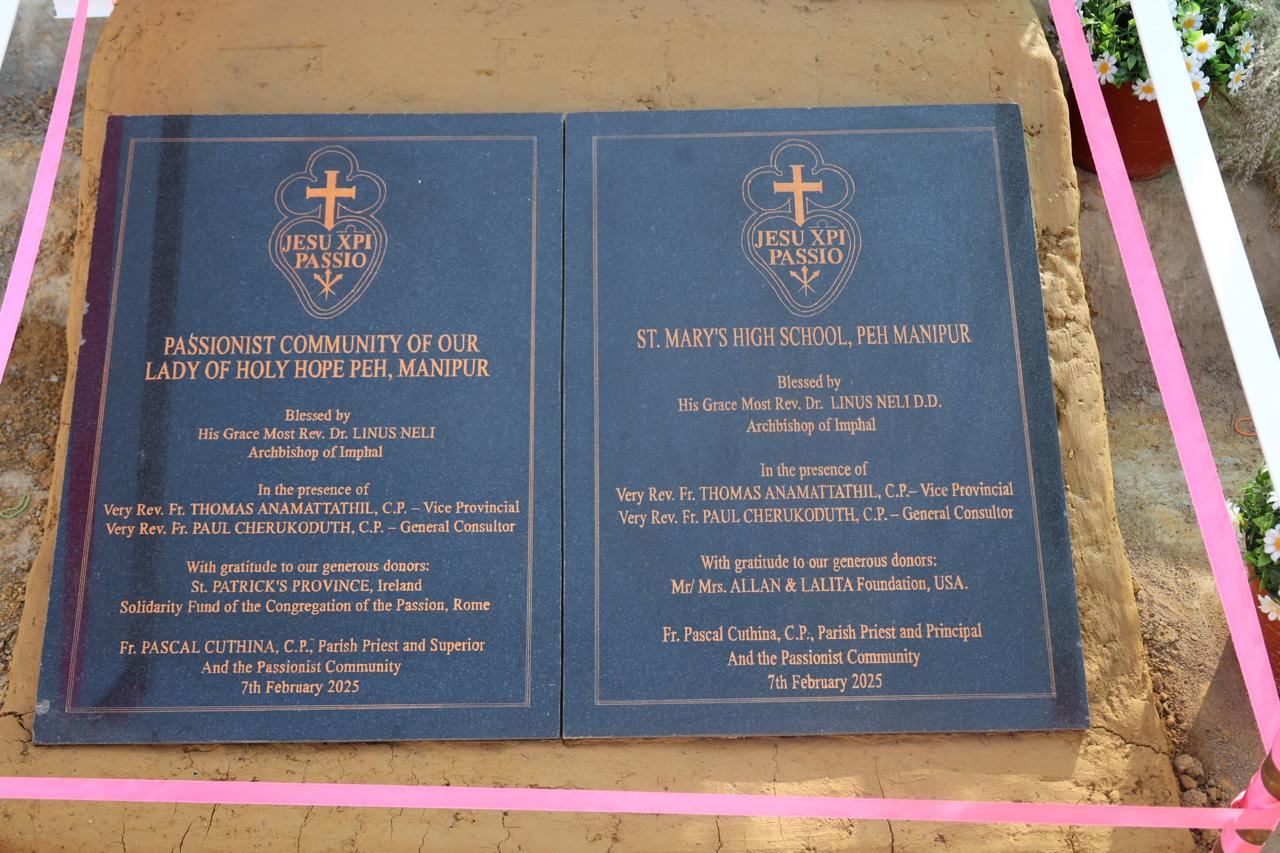 JESU XPI
PASSIO
PASSIONIST COMMUNITY OF OUR
LADY OF HOLY HOPE PEH, MANIPUR
Blessed by
His Grace Most Rev. Dr. LINUS NELI
Archbishop of Imphal
In the presence of
Very Rev. Fr. THOMAS ANAMATTATHIL, C.P. – Vice Provincial
Very Rev. Fr. PAUL CHERUKODUTH, C.P. – General Consultor
With gratitude to our generous donors:
St. PATRICK'S PROVINCE, Ireland
Solidarity Fund of the Congregation of the Passion, Rome
Fr. PASCAL CUTHINA, C.P., Parish Priest and Superior
And the Passionist Community
7th February 2025
JESU XPI
PASSIO
ST. MARY'S HIGH SCHOOL, PEH MANIPUR
Blessed by
His Grace Most Rev. Dr. LINUS NELI D.D.
Archbishop of Imphal
In the presence of
Very Rev. Fr. THOMAS ANAMATTATHIL, C.P.– Vice Provincial
Very Rev. Fr. PAUL CHERUKODUTH, C.P. – General Consultor
With gratitude to our generous donors:
Mr/ Mrs. ALLAN & LALITA Foundation, USA.
Fr. Pascal Cuthina, C.P., Parish Priest and Principal
And the Passionist Community
7th February 2025